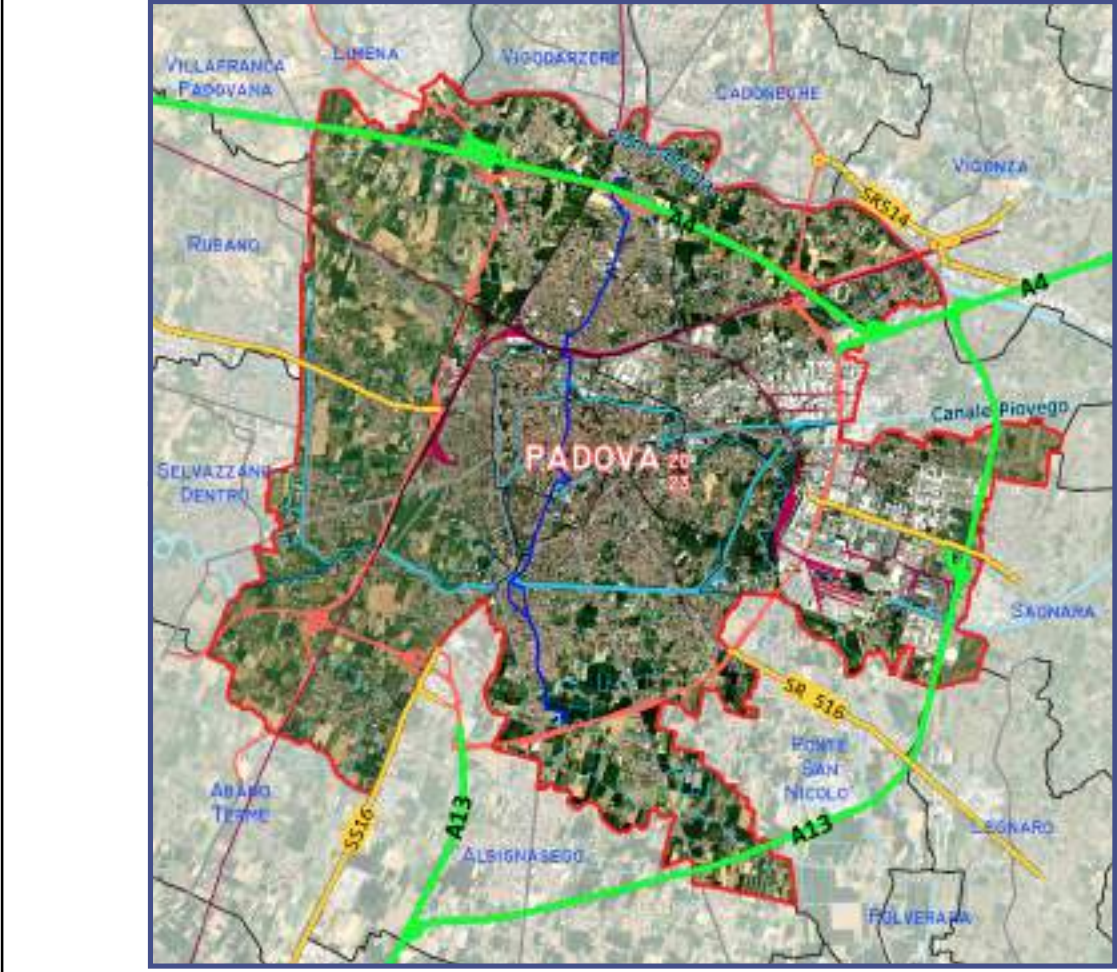 LIMENA
VIGODARZERE
VILLAFRANCA
PADOVANA
CADONEGHE
VIGONZA
SR514
RUBANO
A4
A4
Canale Piovego
PADOVA
20
23
SELVAZZANO
DENTRO
SAONARA
SR 516
PONTE
SAN
NICOLO'
ABANO
TERME
SS16
A13
A13
LEGNARO
ALBIGNASEGO
POLVERARA